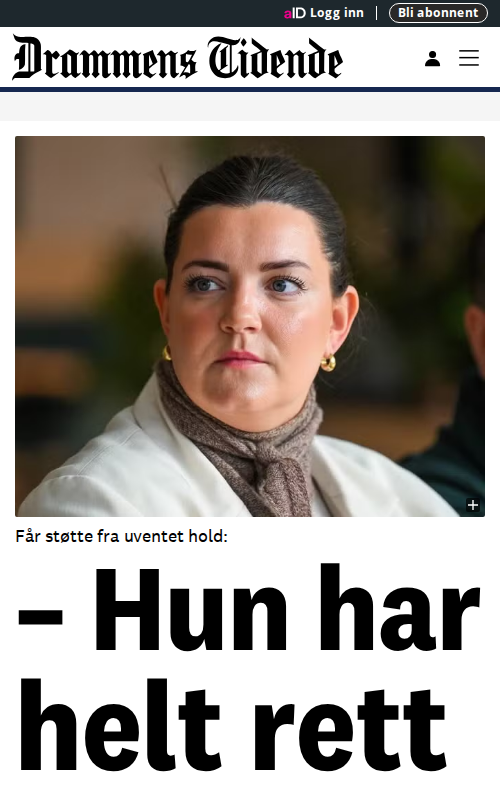 aID Logg inn | Bli abonnent
Drammens Tidende
Får støtte fra uventet hold:
– Hun har
helt rett